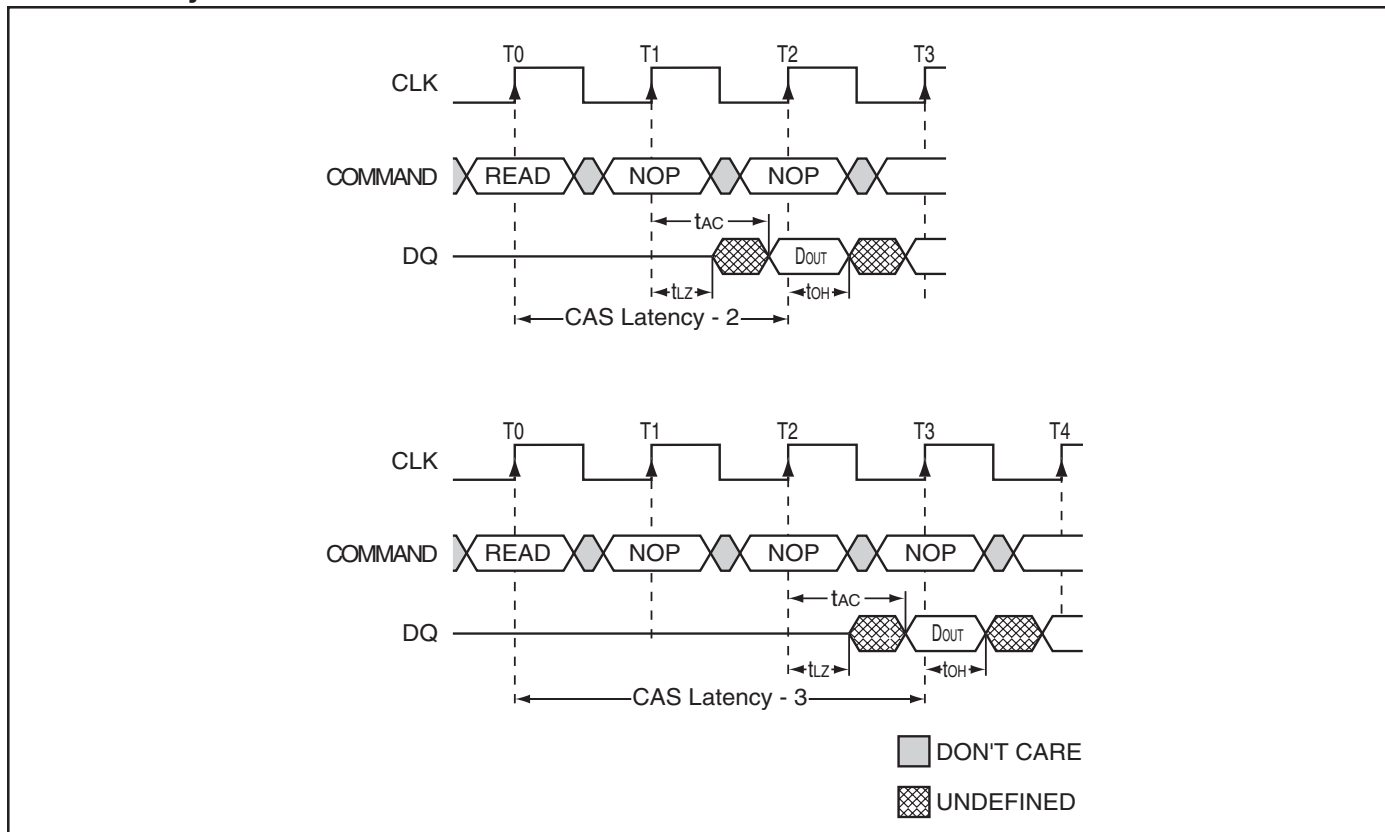 T0 T1 T2 T3
CLK
COMMAND READ NOP NOP
tAC
DQ DOUT
tLZ tOH
CAS Latency - 2
T0 T1 T2 T3 T4
CLK
COMMAND READ NOP NOP NOP
tAC
DQ DOUT
tLZ tOH
CAS Latency - 3
DON'T CARE
UNDEFINED